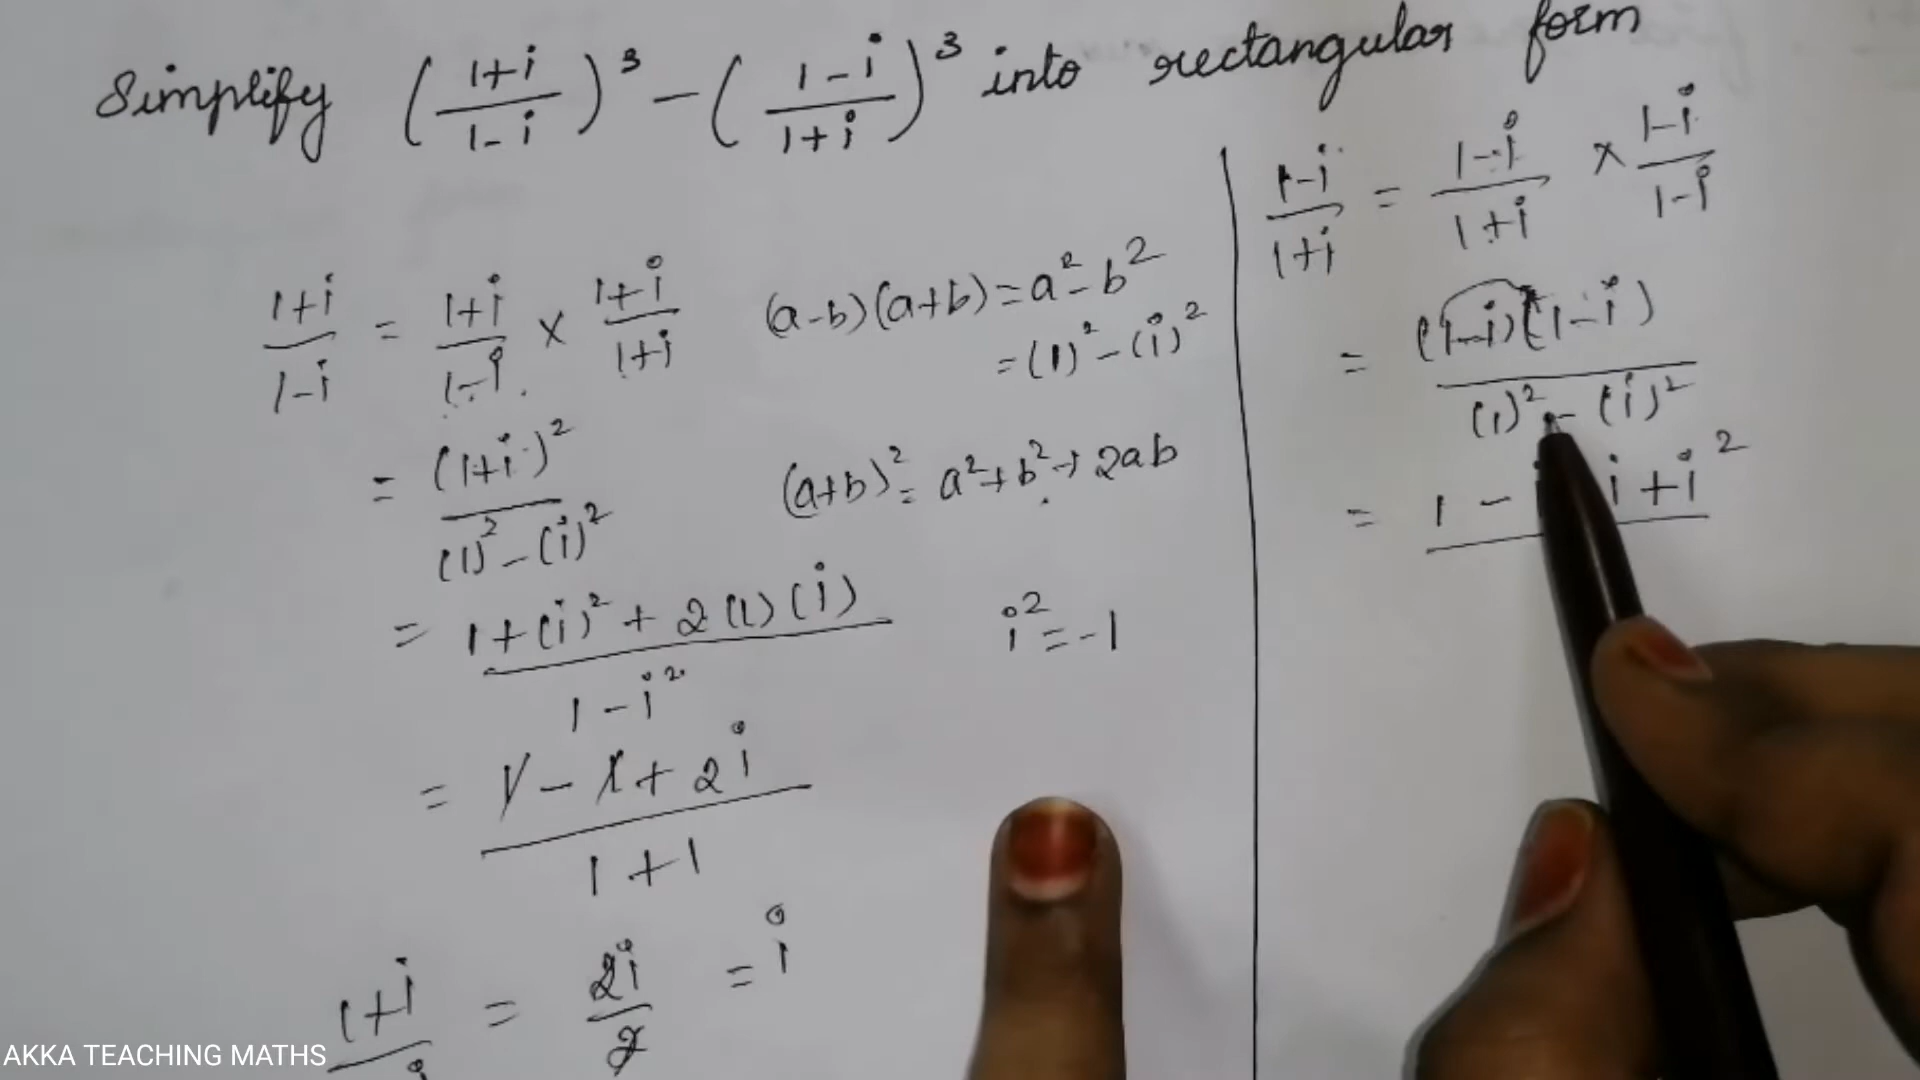 Simplify ((1+i)/(1-i))³ - ((1-i)/(1+i))³ into rectangular form
(1+i)/(1-i) = (1+i)/(1-i) × (1+i)/(1+i)
(a-b)(a+b) = a² - b²
= (1)² - (i)²
= (1+i)²/((1)² - (i)²)
(a+b)² = a² + b² + 2ab
= (1+(i)²+2(1)(i))/(1-i²)
i² = -1
= (1-1+2i)/(1+1)
1+i = 2i/2 = i
(1-i)/(1+i) = (1-i)/(1+i) × (1-i)/(1-i)
= ((1-i)(1-i))/((1)² - (i)²)
= 1 - i i + i²
AKKA TEACHING MATHS